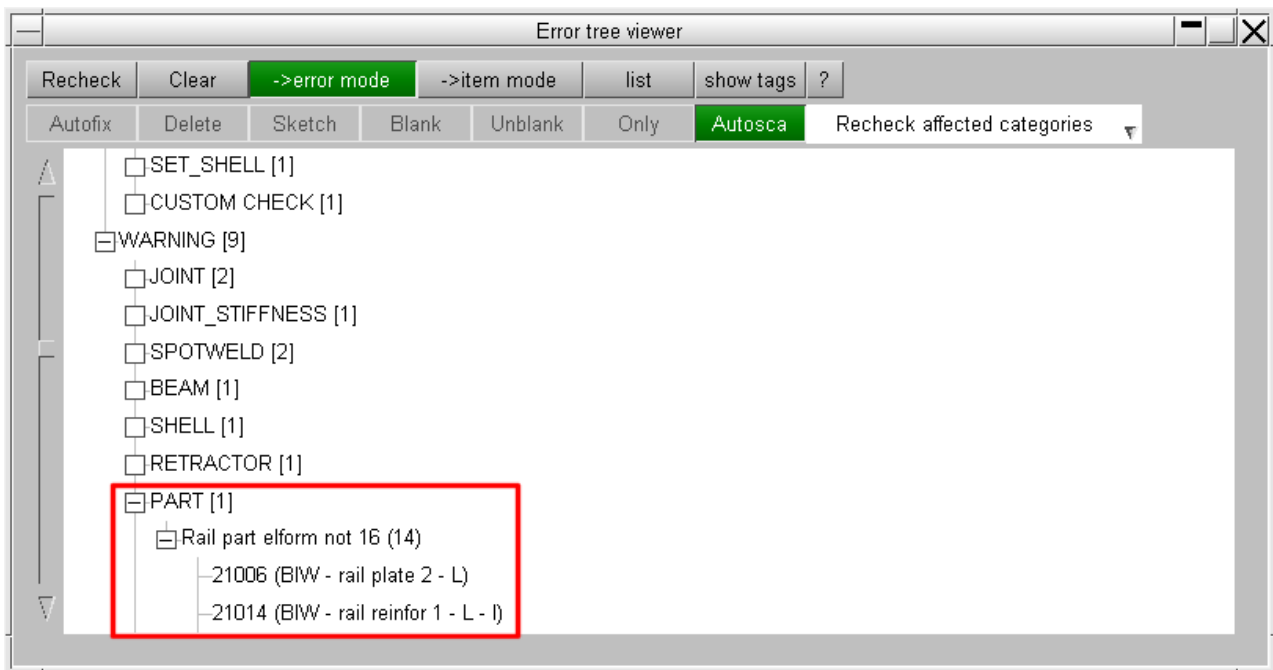 Error tree viewer
Recheck Clear ->error mode ->item mode list show tags ?
Autofix Delete Sketch Blank Unblank Only Autosca Recheck affected categories
SET_SHELL [1]
CUSTOM CHECK [1]
WARNING [9]
JOINT [2]
JOINT_STIFFNESS [1]
SPOTWELD [2]
BEAM [1]
SHELL [1]
RETRACTOR [1]
PART [1]
Rail part elform not 16 (14)
21006 (BIW - rail plate 2 - L)
21014 (BIW - rail reinfor 1 - L - I)